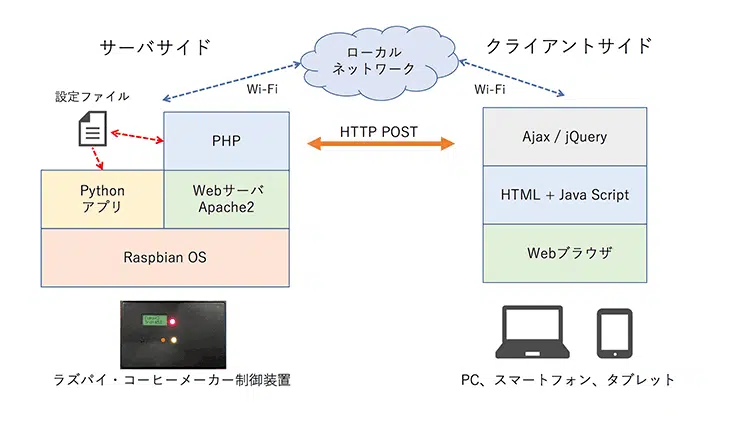 サーバサイド
ローカル
ネットワーク
クライアントサイド
Wi-Fi
Wi-Fi
設定ファイル
PHP
HTTP POST
Ajax / jQuery
Python
アプリ
Webサーバ
Apache2
HTML + Java Script
Raspbian OS
Webブラウザ
ラズパイ・コーヒーメーカー制御装置
PC、スマートフォン、タブレット